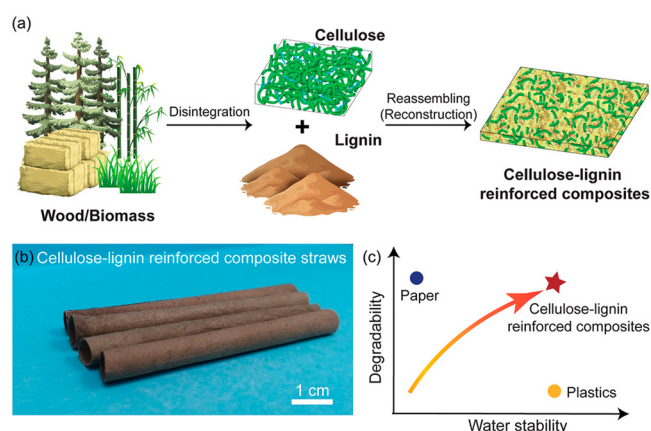 (a)
Cellulose
Disintegration
+
Lignin
Reassembling
(Reconstruction)
Wood/Biomass
Cellulose-lignin
reinforced composites
(b) Cellulose-lignin reinforced composite straws
1 cm
(c)
Degradability
Paper
Cellulose-lignin
reinforced composites
Plastics
Water stability